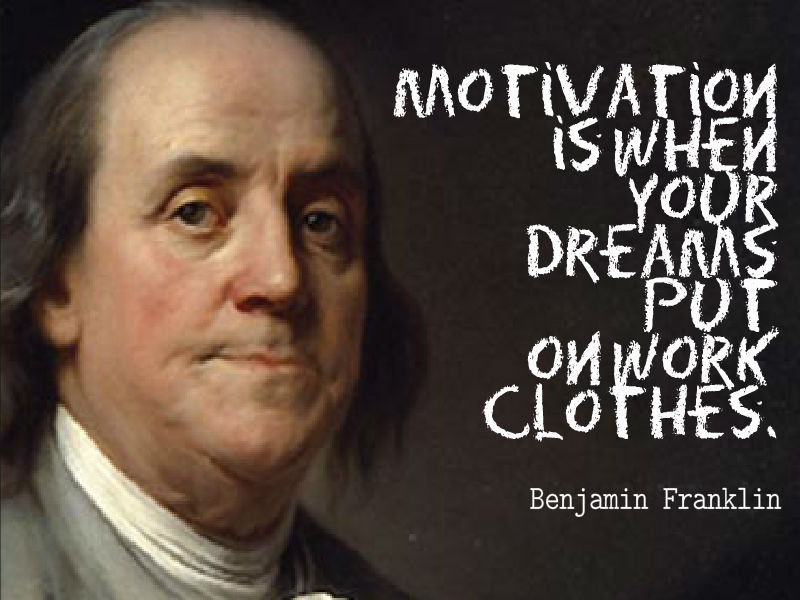 MOTiVATiON
iS WHEN
YOUR
DREAMS
PUT
ON WORK
CLOTHES.
Benjamin Franklin